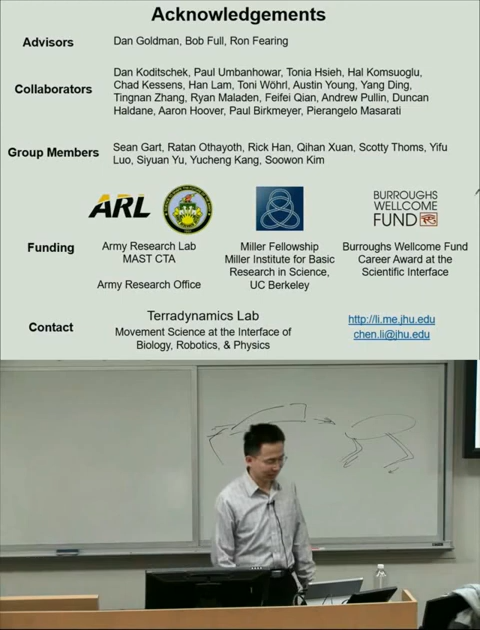 Acknowledgements
Advisors
Dan Goldman, Bob Full, Ron Fearing
Collaborators
Dan Koditschek, Paul Umbanhowar, Tonia Hsieh, Hal Komsuoglu,
Chad Kessens, Han Lam, Toni Wöhrl, Austin Young, Yang Ding,
Tingnan Zhang, Ryan Maladen, Feifei Qian, Andrew Pullin, Duncan
Haldane, Aaron Hoover, Paul Birkmeyer, Pierangelo Masarati
Group Members
Sean Gart, Ratan Othayoth, Rick Han, Qihan Xuan, Scotty Thoms, Yifu
Luo, Siyuan Yu, Yucheng Kang, Soowon Kim
ARL
BURROUGHS
WELLCOME
FUND
Funding
Army Research Lab
MAST CTA
Army Research Office
Miller Fellowship
Miller Institute for Basic
Research in Science,
UC Berkeley
Burroughs Wellcome Fund
Career Award at the
Scientific Interface
Contact
Terradynamics Lab
Movement Science at the Interface of
Biology, Robotics, & Physics
http://li.me.jhu.edu
chen.li@jhu.edu